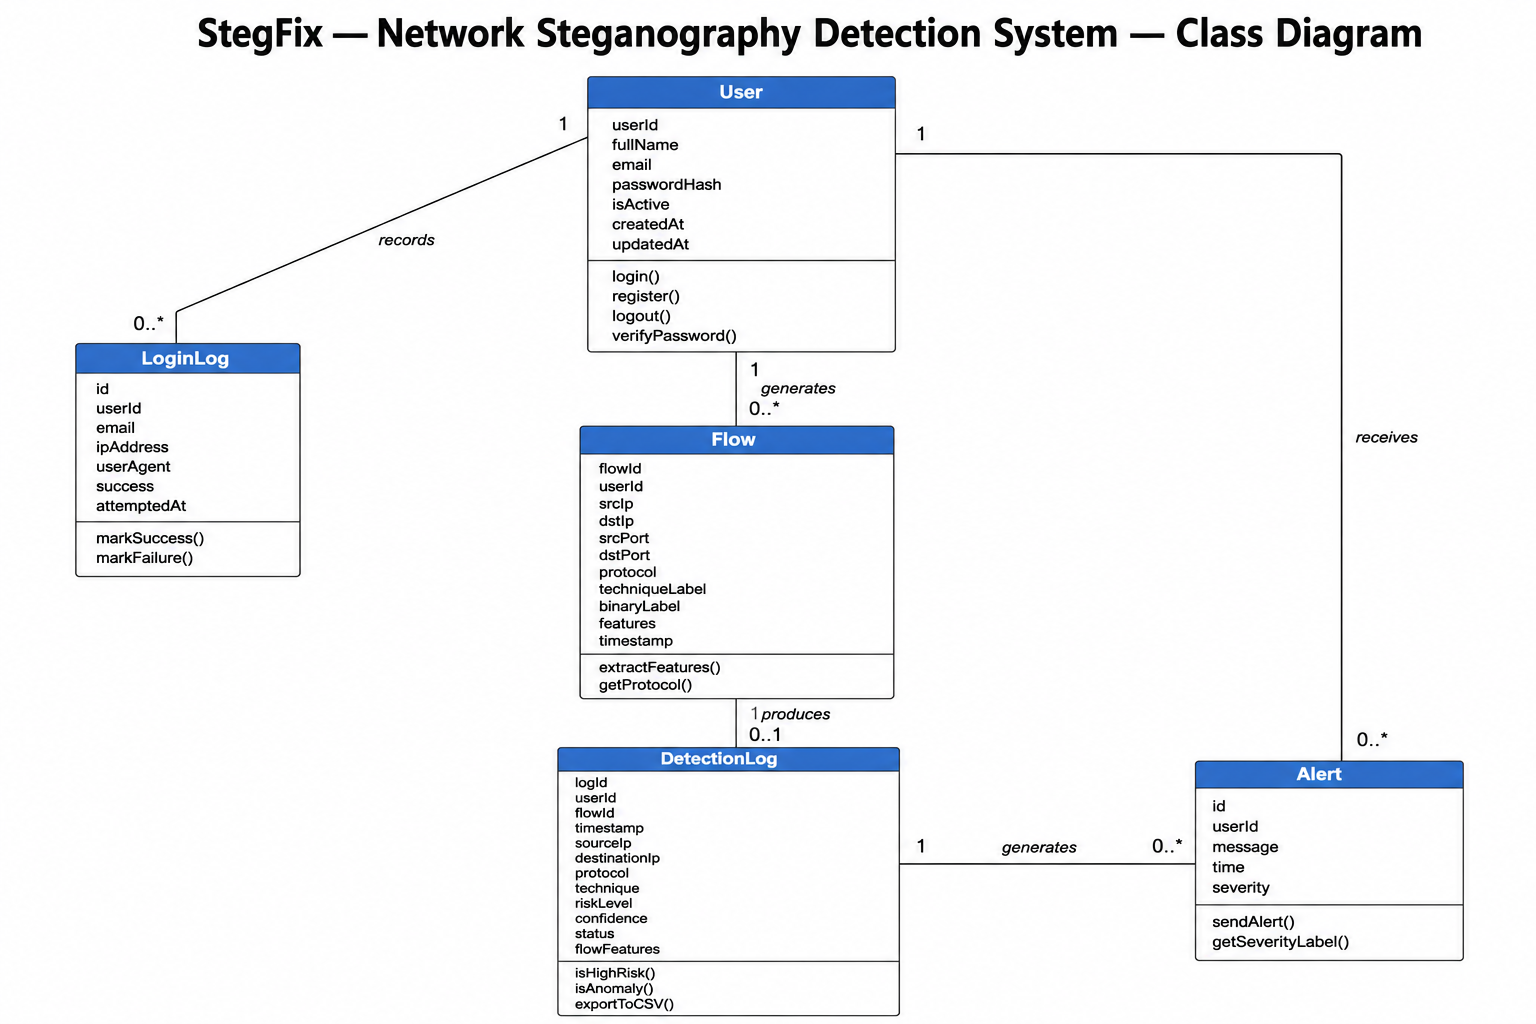 StegFix — Network Steganography Detection System — Class Diagram
User
userId
fullName
email
passwordHash
isActive
createdAt
updatedAt
login()
register()
logout()
verifyPassword()
1
records
0..*
1
receives
0..*
LoginLog
id
userId
email
ipAddress
userAgent
success
attemptedAt
markSuccess()
markFailure()
1
generates
0..*
Flow
flowId
userId
srcIp
dstIp
srcPort
dstPort
protocol
techniqueLabel
binaryLabel
features
timestamp
extractFeatures()
getProtocol()
1 produces
0..1
DetectionLog
logId
userId
flowId
timestamp
sourceIp
destinationIp
protocol
technique
riskLevel
confidence
status
flowFeatures
isHighRisk()
isAnomaly()
exportToCSV()
1 generates 0..*
Alert
id
userId
message
time
severity
sendAlert()
getSeverityLabel()